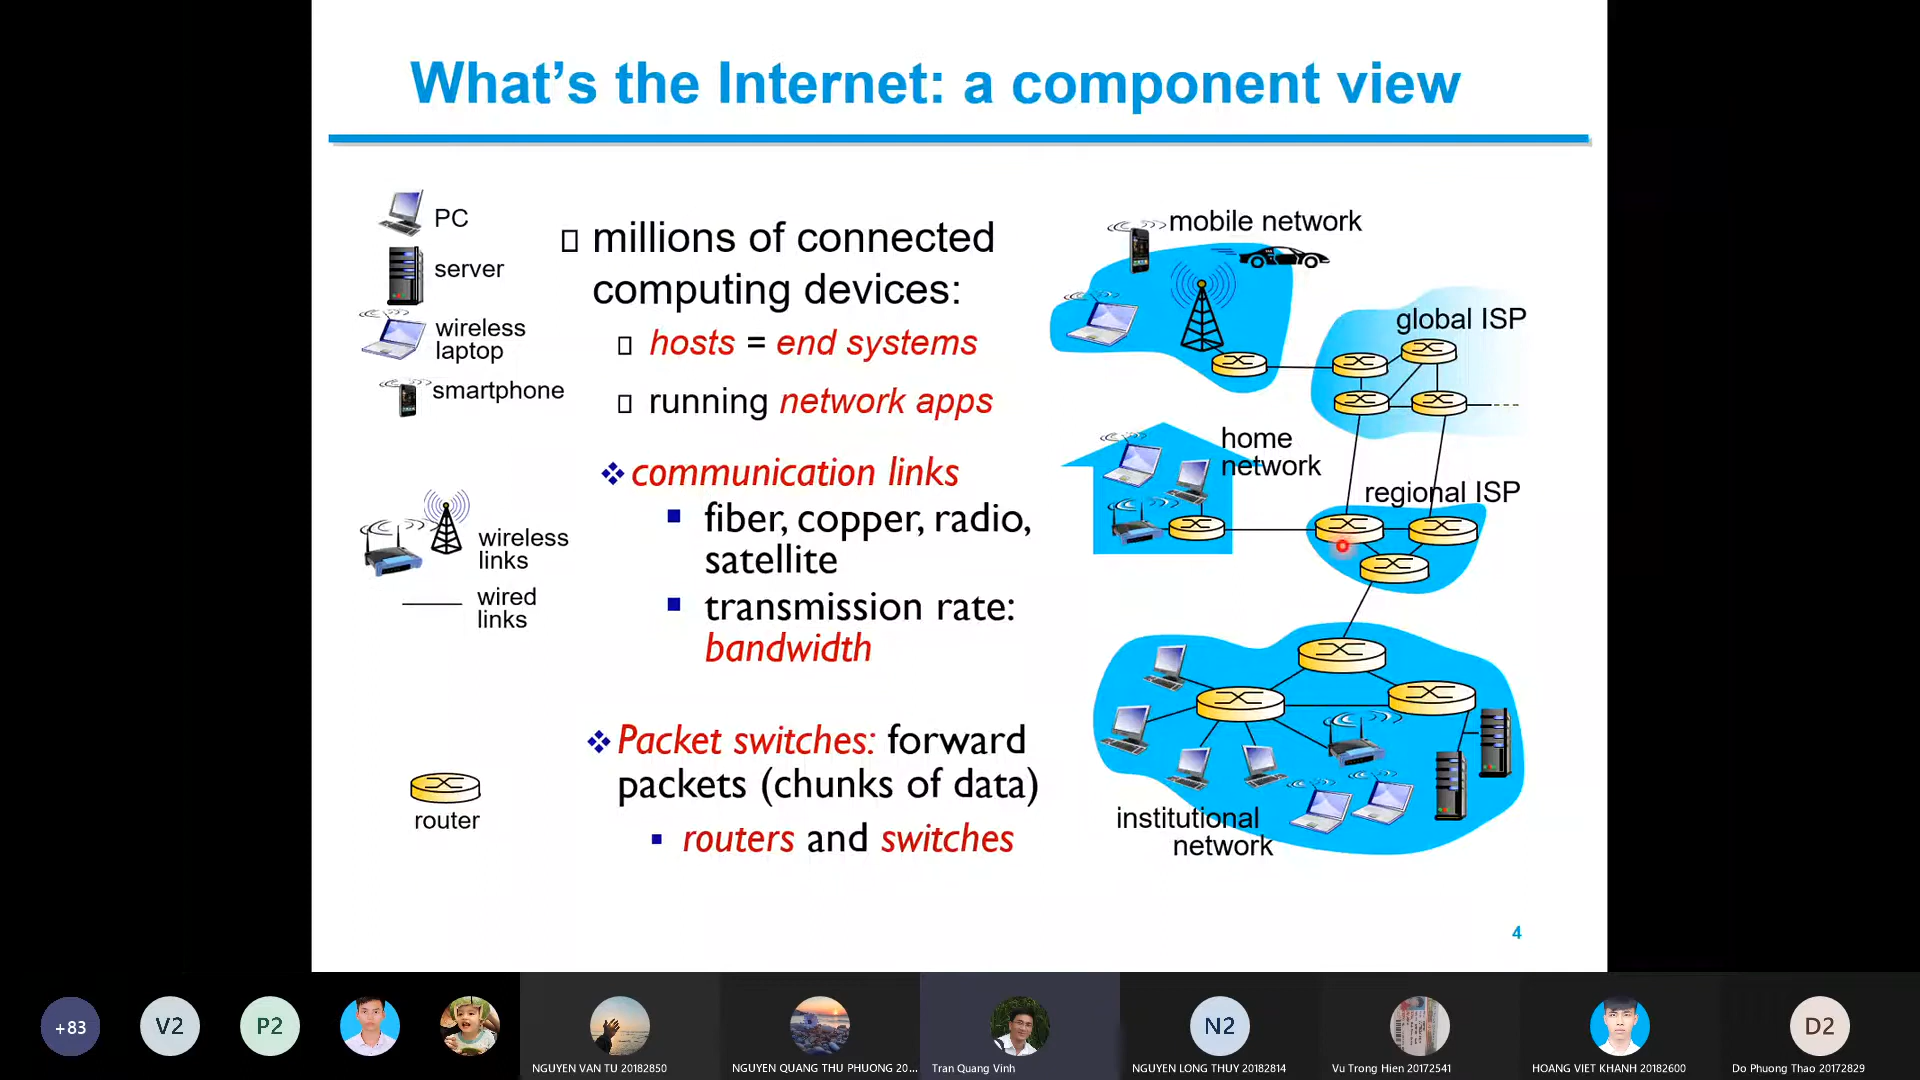 What's the Internet: a component view
PC
server
wireless
laptop
smartphone
wireless
links
wired
links
router
millions of connected
computing devices:
hosts = end systems
running network apps
communication links
fiber, copper, radio,
satellite
transmission rate:
bandwidth
Packet switches: forward
packets (chunks of data)
routers and switches
mobile network
global ISP
home
network
regional ISP
institutional
network
4
+83
V2
P2
NGUYEN VAN TU 20182850
NGUYEN QUANG THU PHUONG 20...
Tran Quang Vinh
N2
NGUYEN LONG THUY 20182814
Vu Trong Hien 20172541
HOANG VIET KHANH 20182600
D2
Do Phuong Thao 20172829